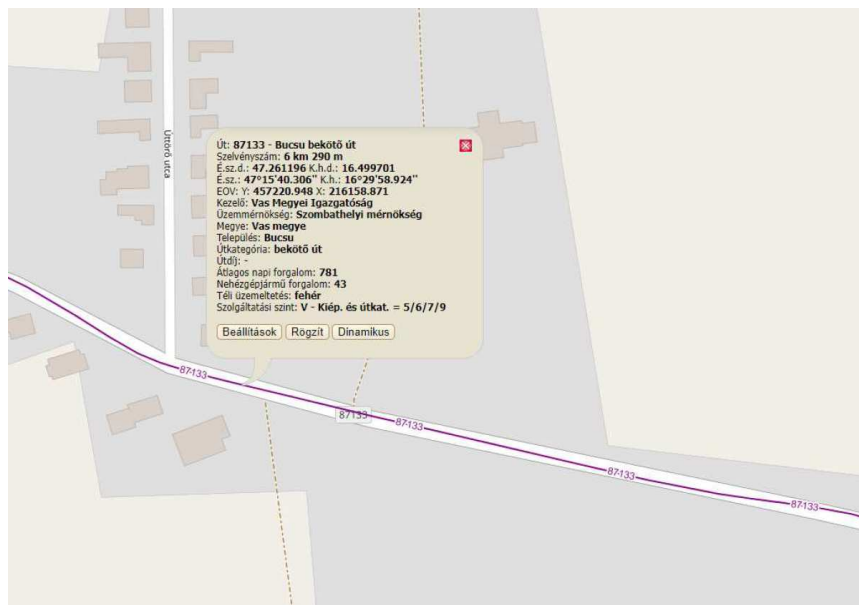 Úttörő utca
Út: 87133 - Bucsu bekötő út
Szelvényszám: 6 km 290 m
É.sz.d.: 47.261196 K.h.d.: 16.499701
É.sz.: 47°15'40.306" K.h.: 16°29'58.924"
EOV: Y: 457220.948 X: 216158.871
Kezelő: Vas Megyei Igazgatóság
Üzemmérnökség: Szombathelyi mérnökség
Megye: Vas megye
Település: Bucsu
Útkategória: bekötő út
Útdíj: -
Átlagos napi forgalom: 781
Nehézgépjármű forgalom: 43
Téli üzemeltetés: fehér
Szolgáltatási szint: V - Kiép. és útkat. = 5/6/7/9
Beállítások Rögzít Dinamikus
87133
87133
87133
87133
87133